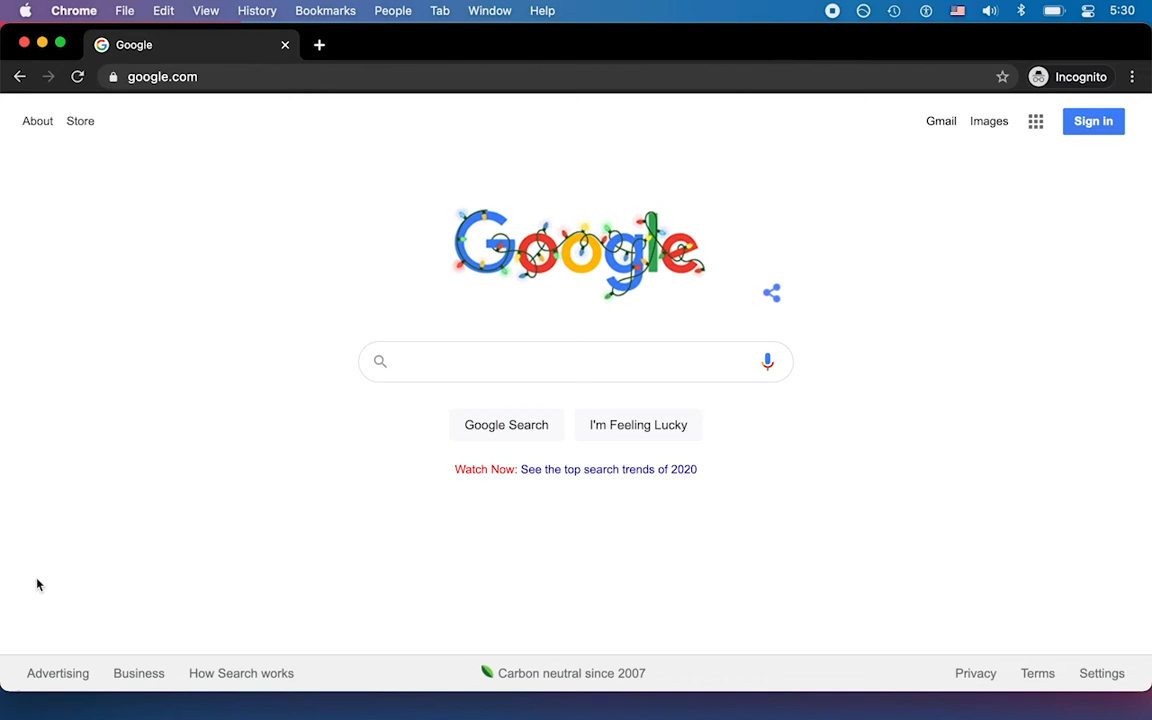 Chrome File Edit View History Bookmarks People Tab Window Help 5:30
Google
google.com Incognito
About Store Gmail Images Sign in
Google
Google Search I'm Feeling Lucky
Watch Now: See the top search trends of 2020
Advertising Business How Search works Carbon neutral since 2007 Privacy Terms Settings